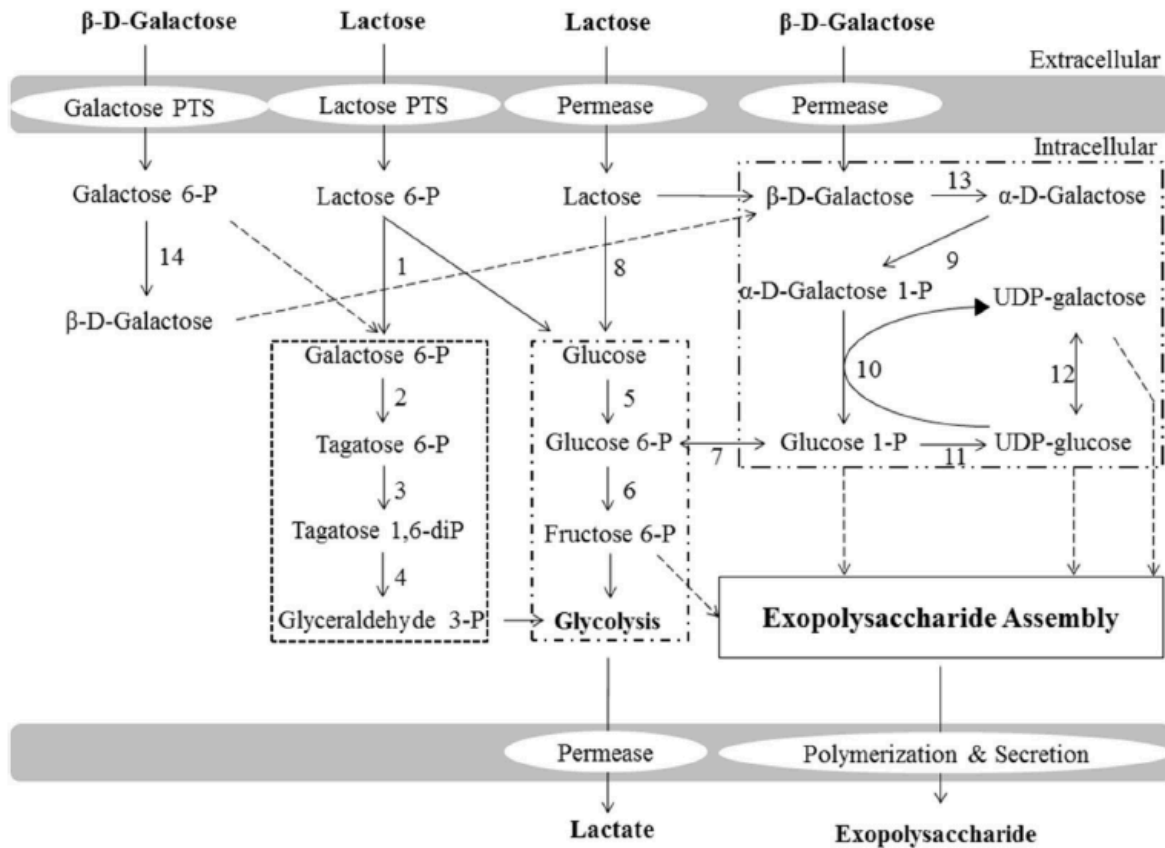 β-D-Galactose Lactose Lactose β-D-Galactose
Extracellular
Galactose PTS Lactose PTS Permease Permease
Intracellular
Galactose 6-P Lactose 6-P Lactose β-D-Galactose 13 α-D-Galactose
14 1 8 9
β-D-Galactose α-D-Galactose 1-P UDP-galactose
Galactose 6-P Glucose 10 12
2 5
Tagatose 6-P Glucose 6-P 7 Glucose 1-P 11 UDP-glucose
3 6
Tagatose 1,6-diP Fructose 6-P
4
Glyceraldehyde 3-P Glycolysis Exopolysaccharide Assembly
Permease Polymerization & Secretion
Lactate Exopolysaccharide